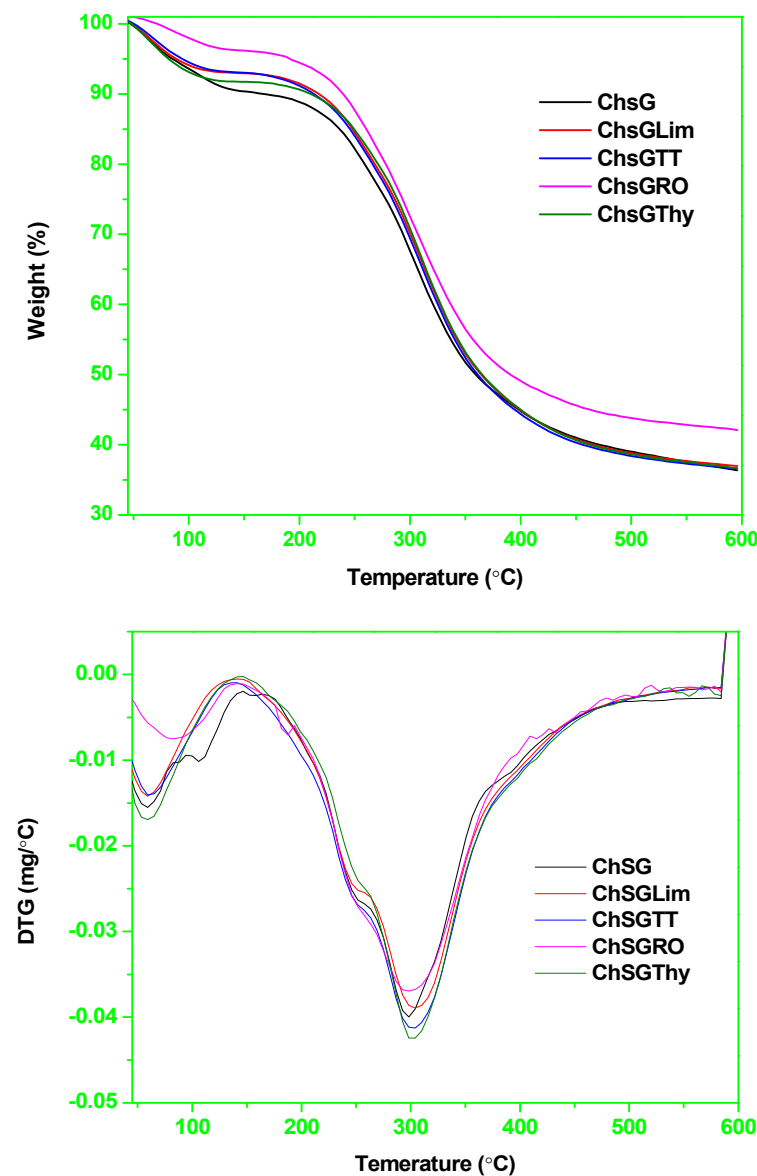 100
90
80
70
60
50
40
30
Weight (%)
ChsG
ChsGLim
ChsGTT
ChsGRO
ChsGThy
100 200 300 400 500 600
Temperature (°C)
0.00
-0.01
-0.02
-0.03
-0.04
-0.05
DTG (mg/°C)
ChSG
ChSGLim
ChSGTT
ChSGRO
ChSGThy
100 200 300 400 500 600
Temerature (°C)